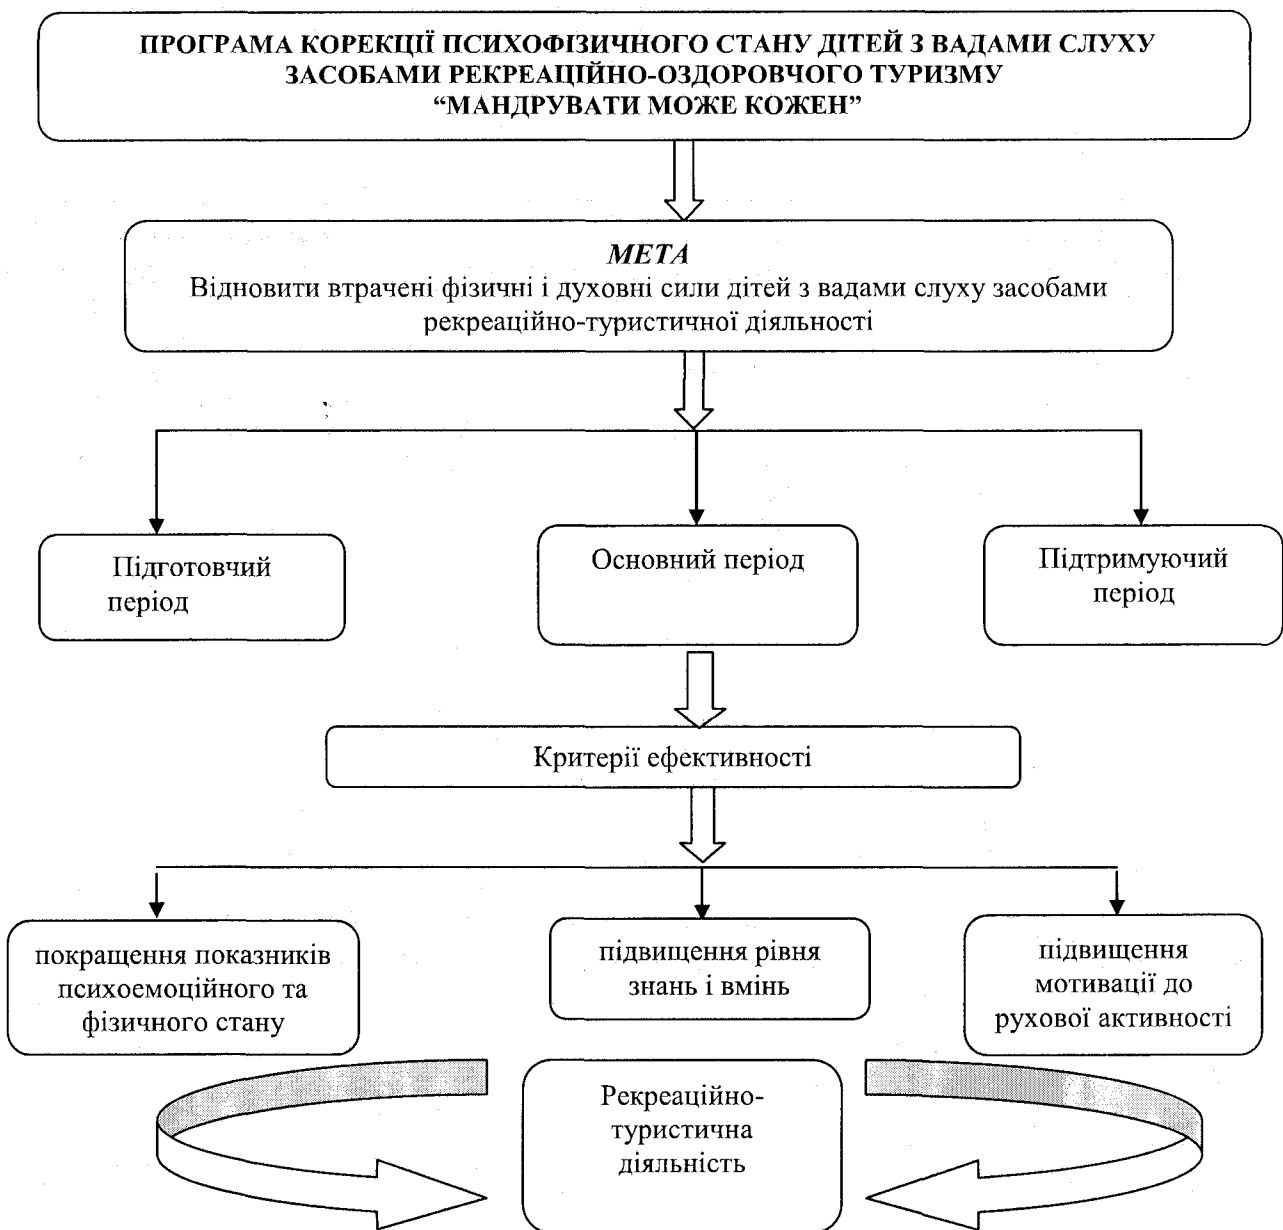 ПРОГРАМА КОРЕКЦІЇ ПСИХОФІЗИЧНОГО СТАНУ ДІТЕЙ З ВАДАМИ СЛУХУ
ЗАСОБАМИ РЕКРЕАЦІЙНО-ОЗДОРОВЧОГО ТУРИЗМУ
“МАНДРУВАТИ МОЖЕ КОЖЕН”
МЕТА
Відновити втрачені фізичні і духовні сили дітей з вадами слуху засобами
рекреаційно-туристичної діяльності
Підготовчий
період
Основний період
Підтримуючий
період
Критерії ефективності
покращення показників
психоемоційного та
фізичного стану
підвищення рівня
знань і вмінь
підвищення
мотивації до
рухової активності
Рекреаційно-
туристична
діяльність